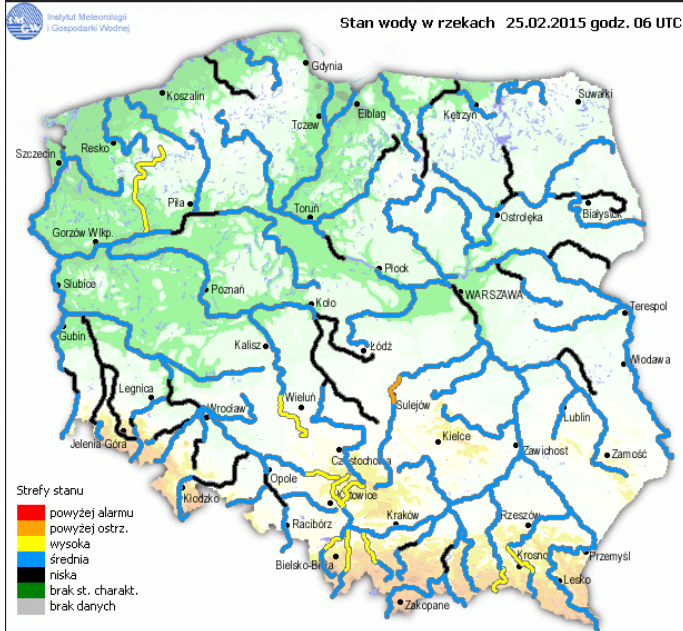 IMGW
Instytut Meteorologii
i Gospodarki Wodnej
Stan wody w rzekach 25.02.2015 godz. 06 UTC
Gdynia
Koszalin
Suwałki
Tczew
Elbląg
Kętrzyn
Resko
Szczecin
Piła
Toruń
Ostrołęka
Białystok
Gorzów Wlkp.
Płock
Słubice
Poznań
Koło
WARSZAWA
Terespol
Gubin
Kalisz
Łódź
Włodawa
Legnica
Wieluń
Sulejów
Wrocław
Lublin
Jelenia Góra
Kielce
Zawichost
Zamość
Częstochowa
Strefy stanu
Opole
Kłodzko
Katowice
powyżej alarmu
Racibórz
Kraków
Rzeszów
powyżej ostrz.
wysoka
Przemyśl
średnia
Bielsko-Biała
Krosno
niska
Lesko
brak st. charakt.
Zakopane
brak danych